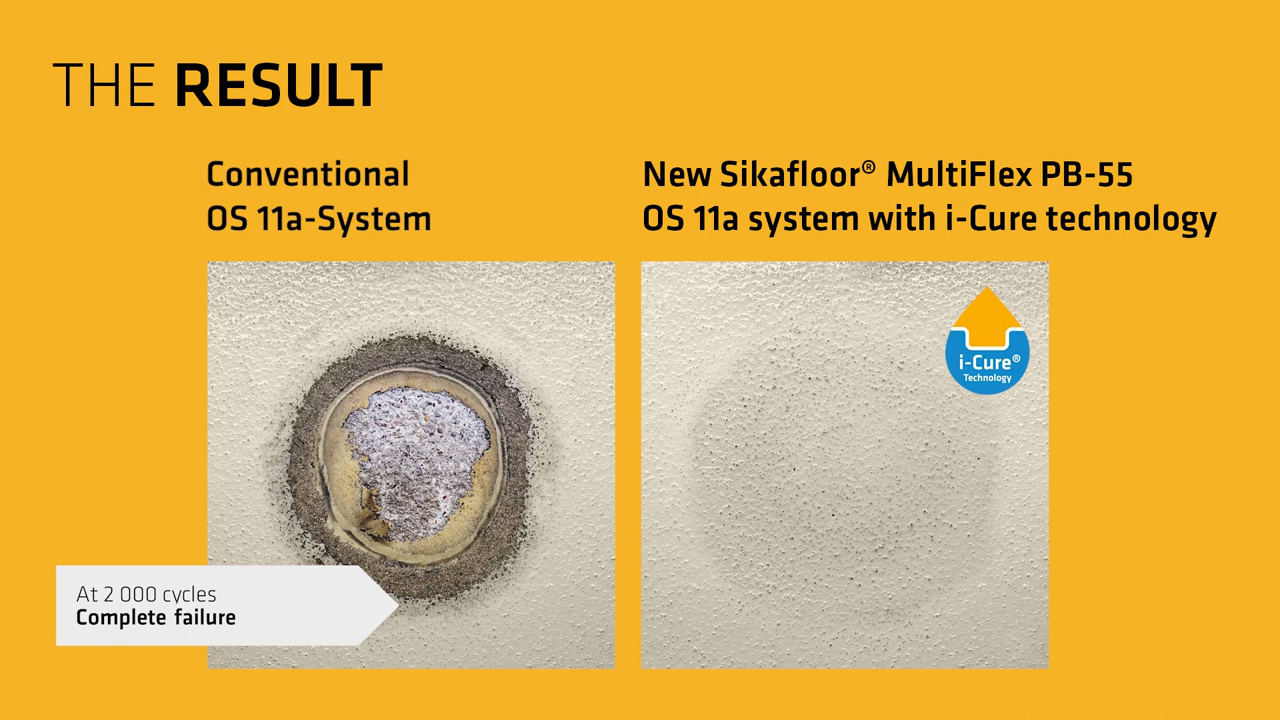 THE RESULT
Conventional
OS 11a-System
New Sikafloor® MultiFlex PB-55
OS 11a system with i-Cure technology
i-Cure®
Technology
At 2 000 cycles
Complete failure